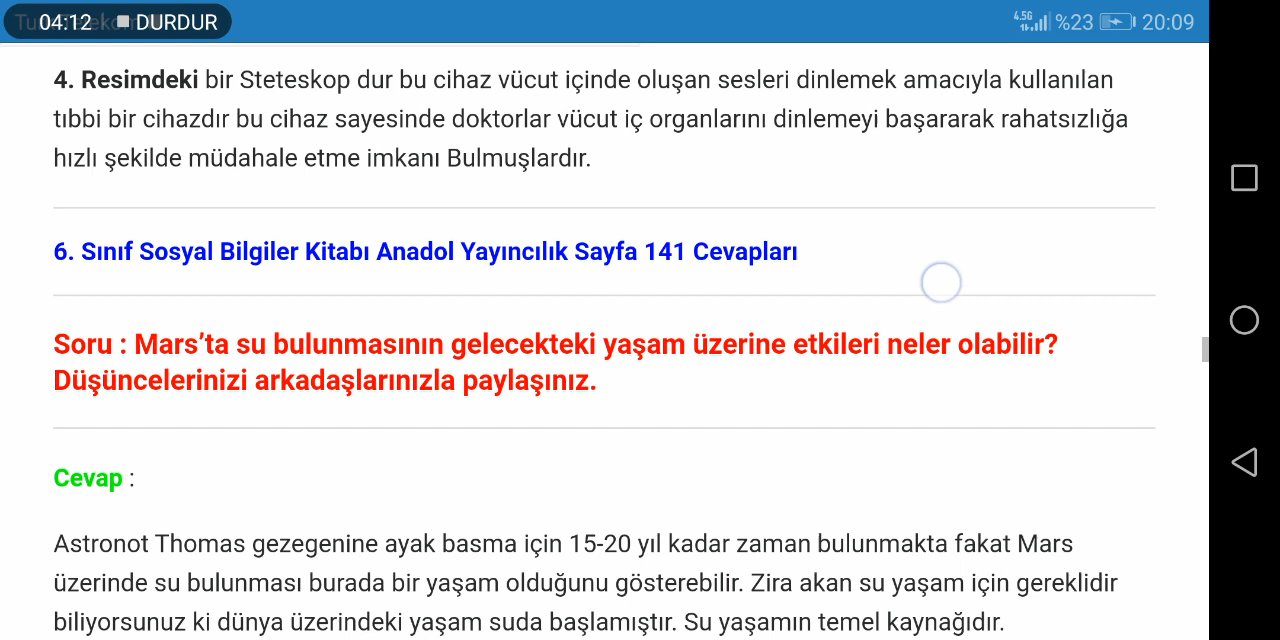 04:12 DURDUR
4.5G %23 20:09
4. Resimdeki bir Steteskop dur bu cihaz vücut içinde oluşan sesleri dinlemek amacıyla kullanılan
tıbbi bir cihazdır bu cihaz sayesinde doktorlar vücut iç organlarını dinlemeyi başararak rahatsızlığa
hızlı şekilde müdahale etme imkanı Bulmuşlardır.
6. Sınıf Sosyal Bilgiler Kitabı Anadol Yayıncılık Sayfa 141 Cevapları
Soru : Mars’ta su bulunmasının gelecekteki yaşam üzerine etkileri neler olabilir?
Düşüncelerinizi arkadaşlarınızla paylaşınız.
Cevap :
Astronot Thomas gezegenine ayak basma için 15-20 yıl kadar zaman bulunmakta fakat Mars
üzerinde su bulunması burada bir yaşam olduğunu gösterebilir. Zira akan su yaşam için gereklidir
biliyorsunuz ki dünya üzerindeki yaşam suda başlamıştır. Su yaşamın temel kaynağıdır.